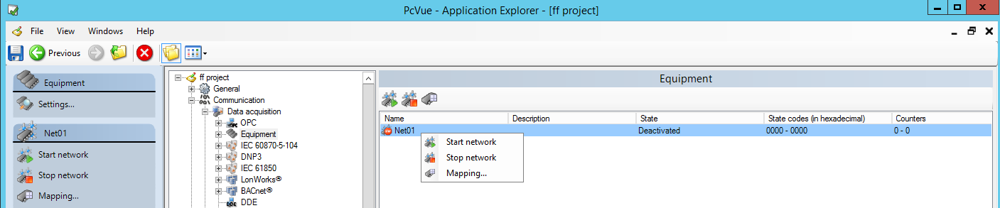 PcVue - Application Explorer - [ff project]
File View Windows Help
Previous
Equipment
Settings...
Net01
Start network
Stop network
Mapping...
ff project
General
Communication
Data acquisition
OPC
Equipment
IEC 60870-5-104
DNP3
IEC 61850
LonWorks®
BACnet®
DDE
Equipment
Name Description State State codes (in hexadecimal) Counters
Net01 Deactivated 0000 - 0000 0 - 0
Start network
Stop network
Mapping...